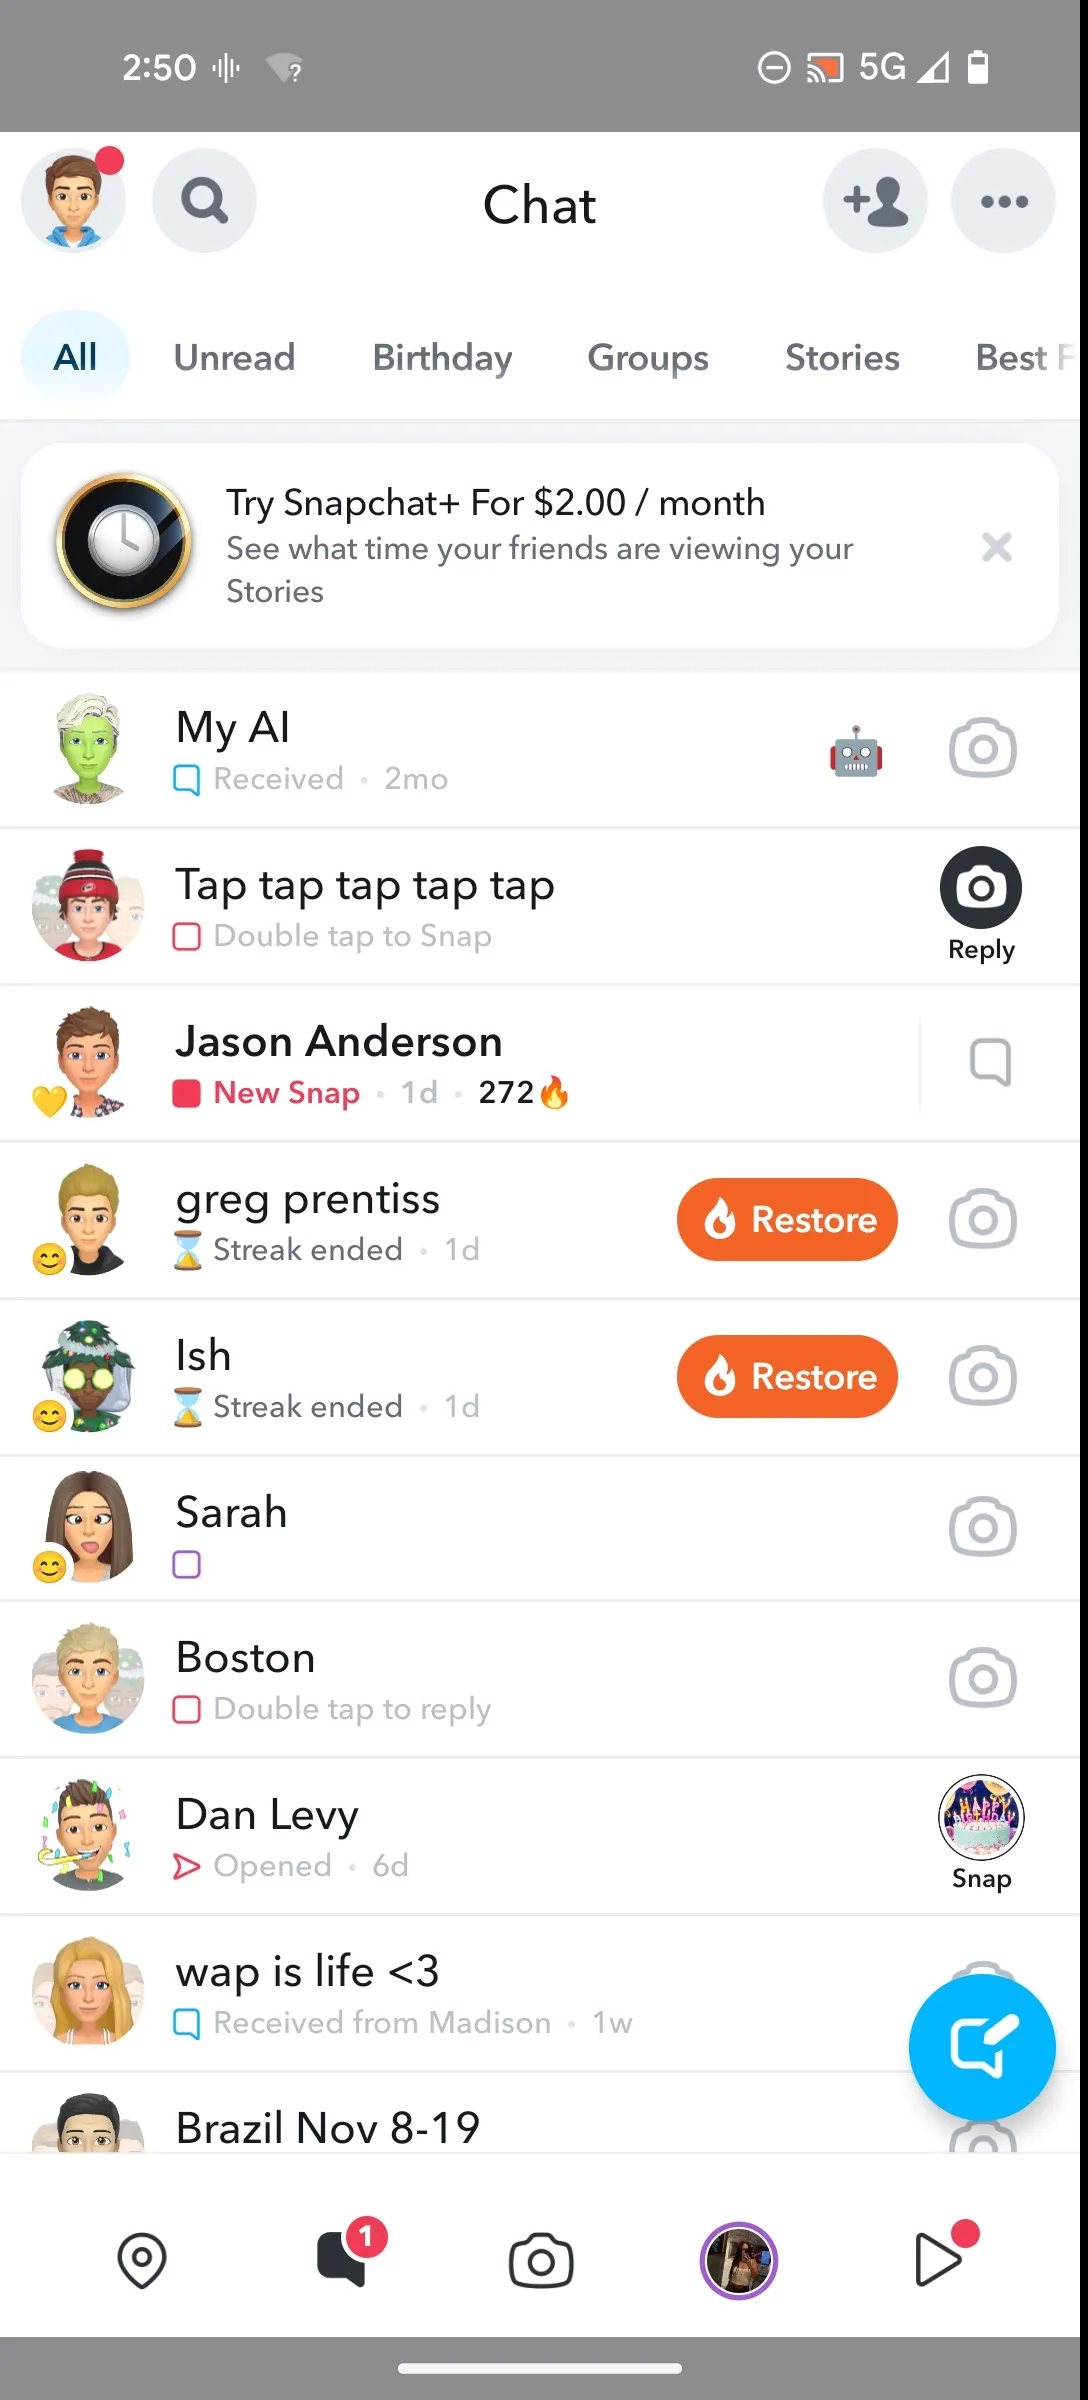 2:50
5G
Chat
All
Unread
Birthday
Groups
Stories
Best F
Try Snapchat+ For $2.00 / month
See what time your friends are viewing your
Stories
My AI
Received • 2mo
Tap tap tap tap tap
Double tap to Snap
Reply
Jason Anderson
New Snap • 1d • 272🔥
greg prentiss
Streak ended • 1d
Restore
Ish
Streak ended • 1d
Restore
Sarah
Boston
Double tap to reply
Dan Levy
Opened • 6d
HAPPY
BIRTHDAY
Snap
wap is life <3
Received from Madison • 1w
Brazil Nov 8-19
1